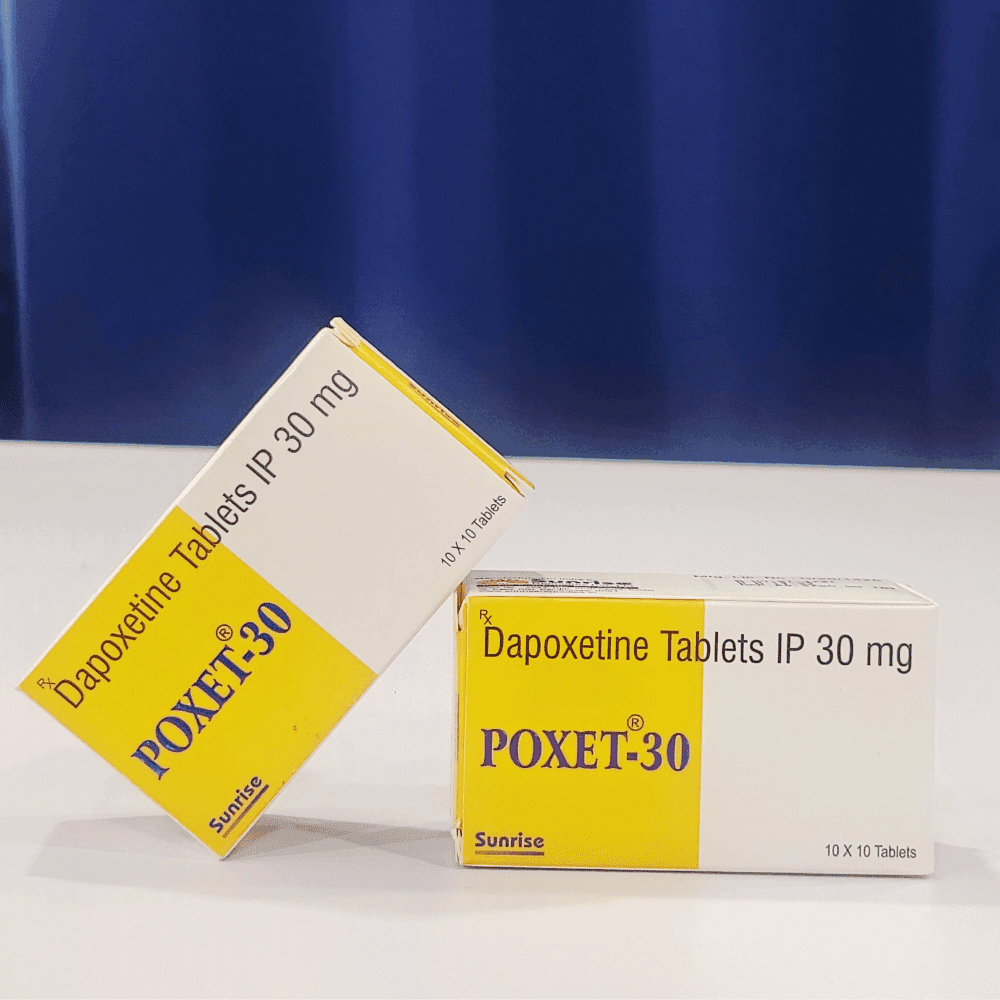 Rx
Dapoxetine Tablets IP 30 mg
POXET®-30
Sunrise
10 X 10 Tablets
Sunrise
Rx
Dapoxetine Tablets IP 30 mg
POXET®-30
Sunrise
10 X 10 Tablets